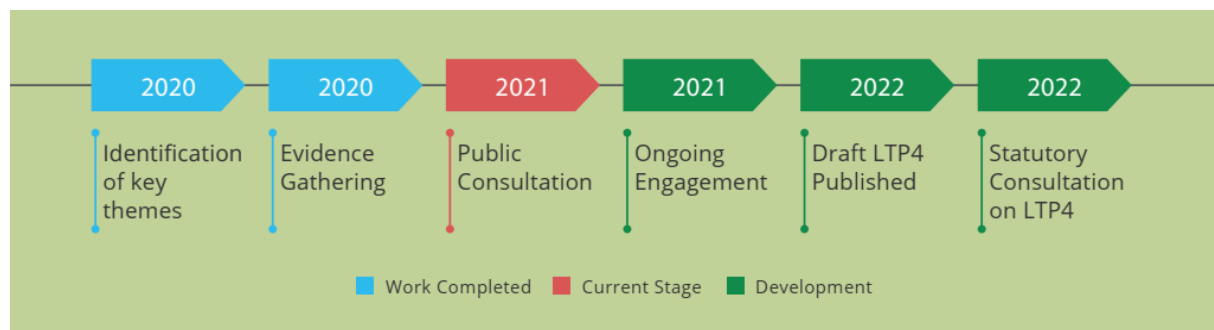 2020
2020
2021
2021
2022
2022
Identification
of key
themes
Evidence
Gathering
Public
Consultation
Ongoing
Engagement
Draft LTP4
Published
Statutory
Consultation
on LTP4
Work Completed
Current Stage
Development